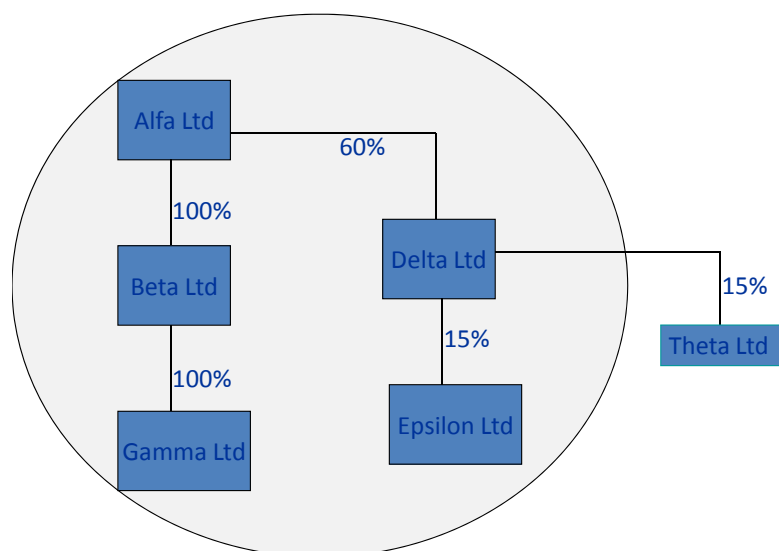 Alfa Ltd
60%
100%
Beta Ltd
Delta Ltd
15%
15%
Theta Ltd
100%
Gamma Ltd
Epsilon Ltd